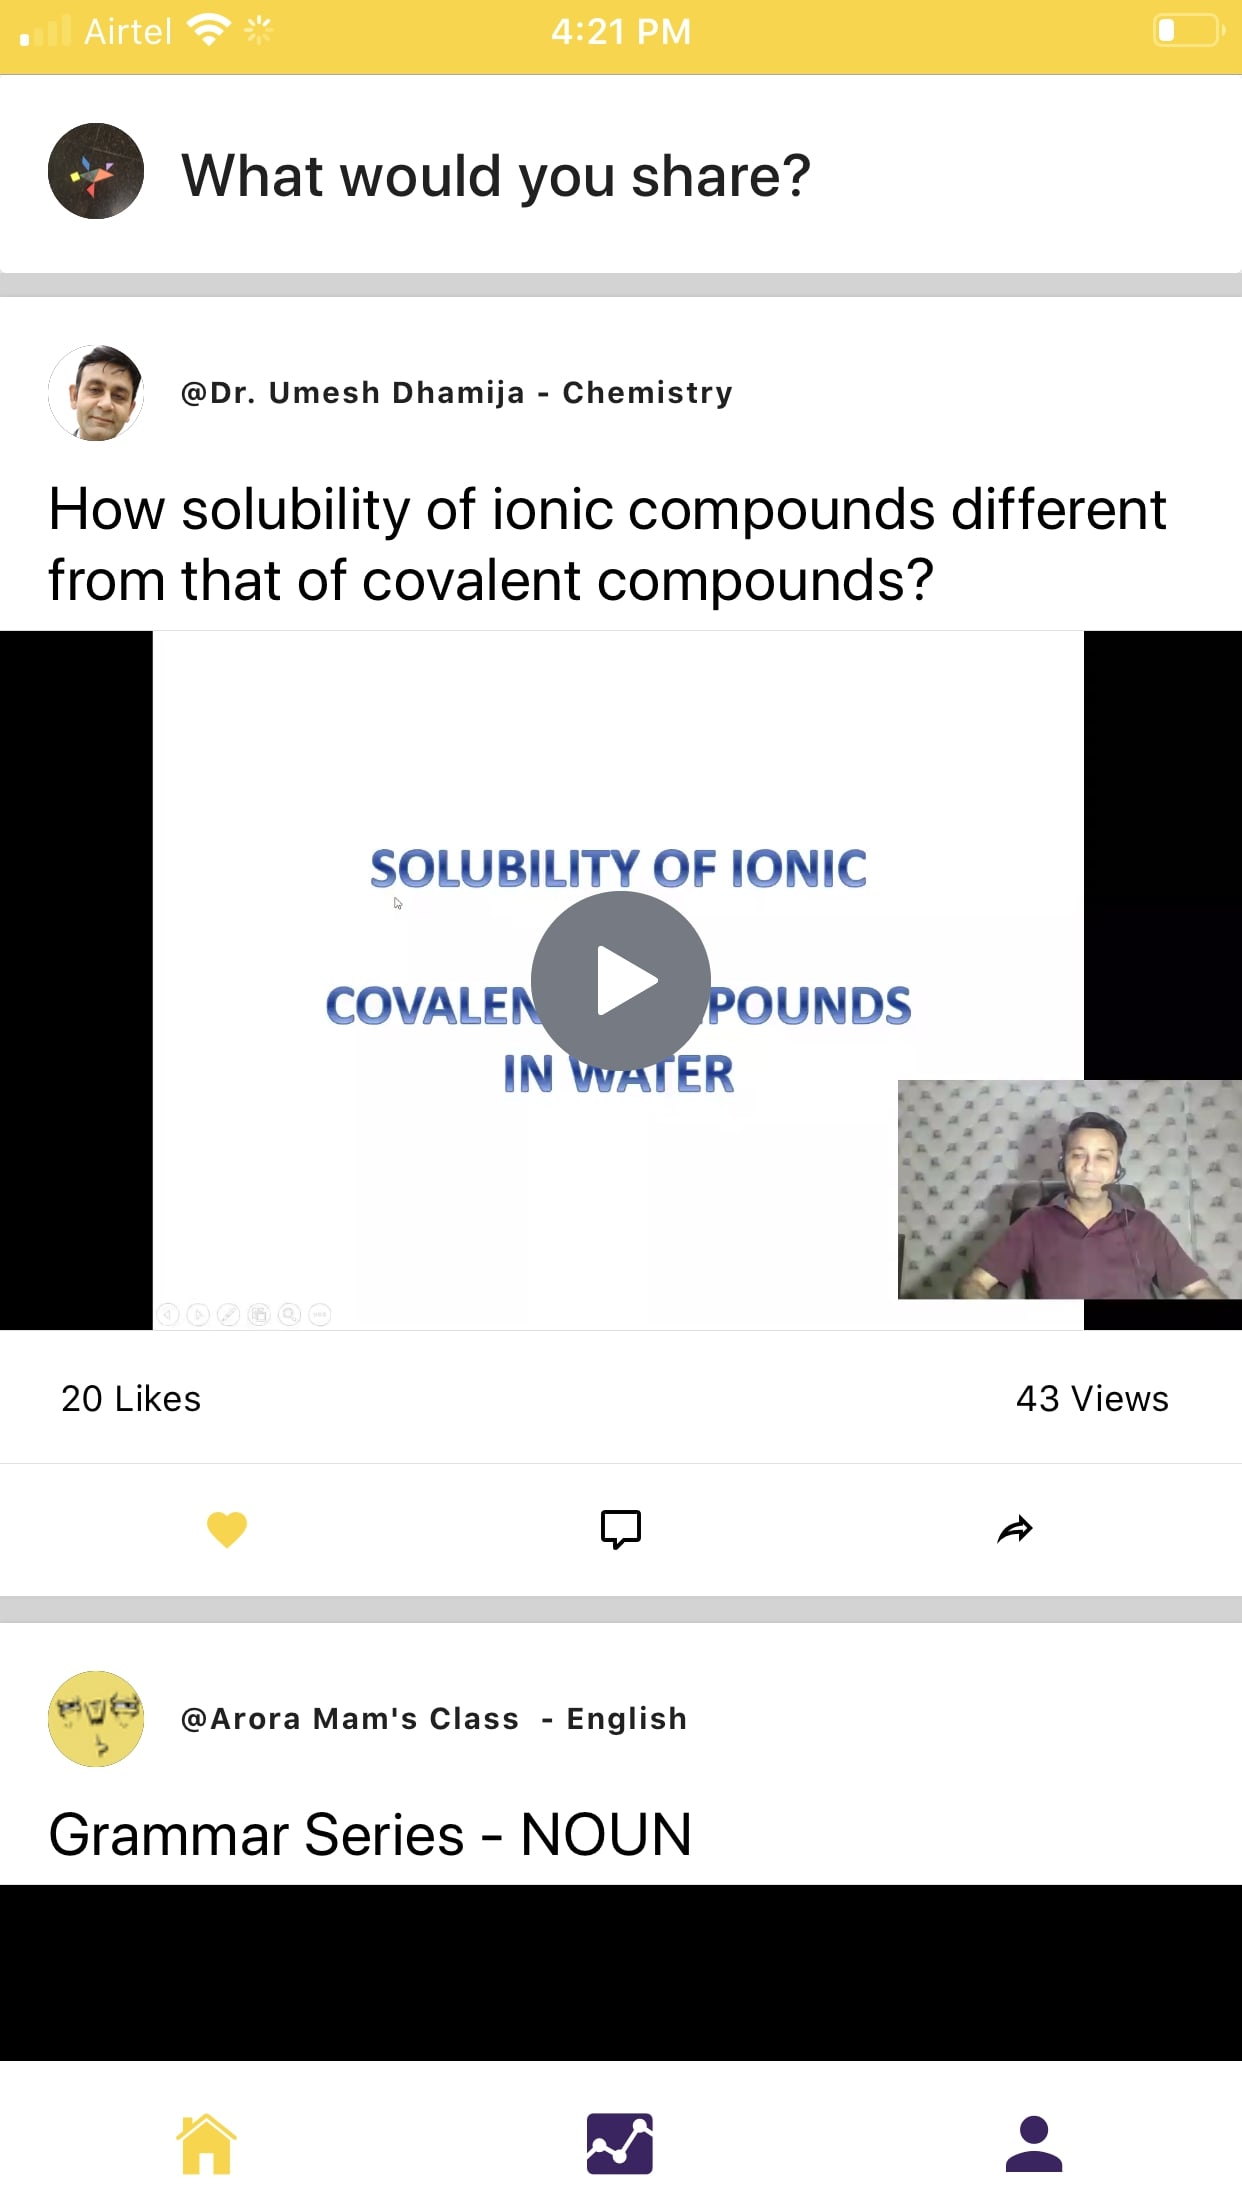 Airtel 4:21 PM
What would you share?
@Dr. Umesh Dhamija - Chemistry
How solubility of ionic compounds different
from that of covalent compounds?
SOLUBILITY OF IONIC
POUNDS
IN WATER
20 Likes 43 Views
@Arora Mam's Class - English
Grammar Series - NOUN